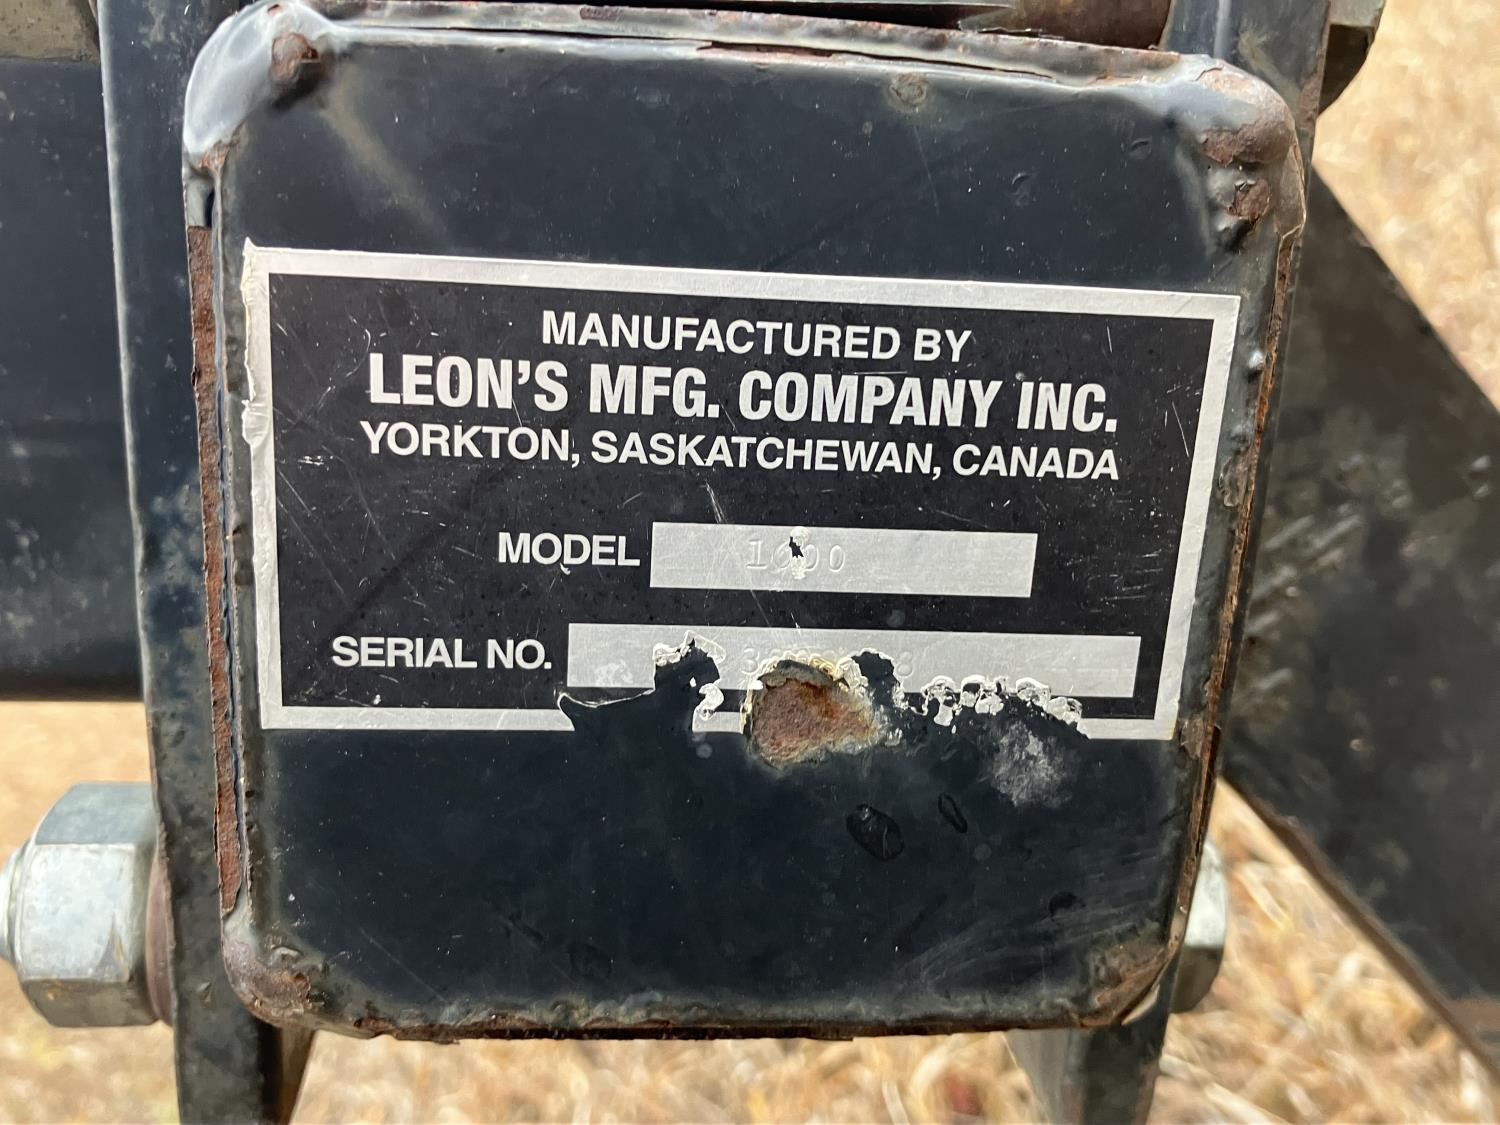 MANUFACTURED BY
LEON'S MFG. COMPANY INC.
YORKTON, SASKATCHEWAN, CANADA
MODEL
SERIAL NO.